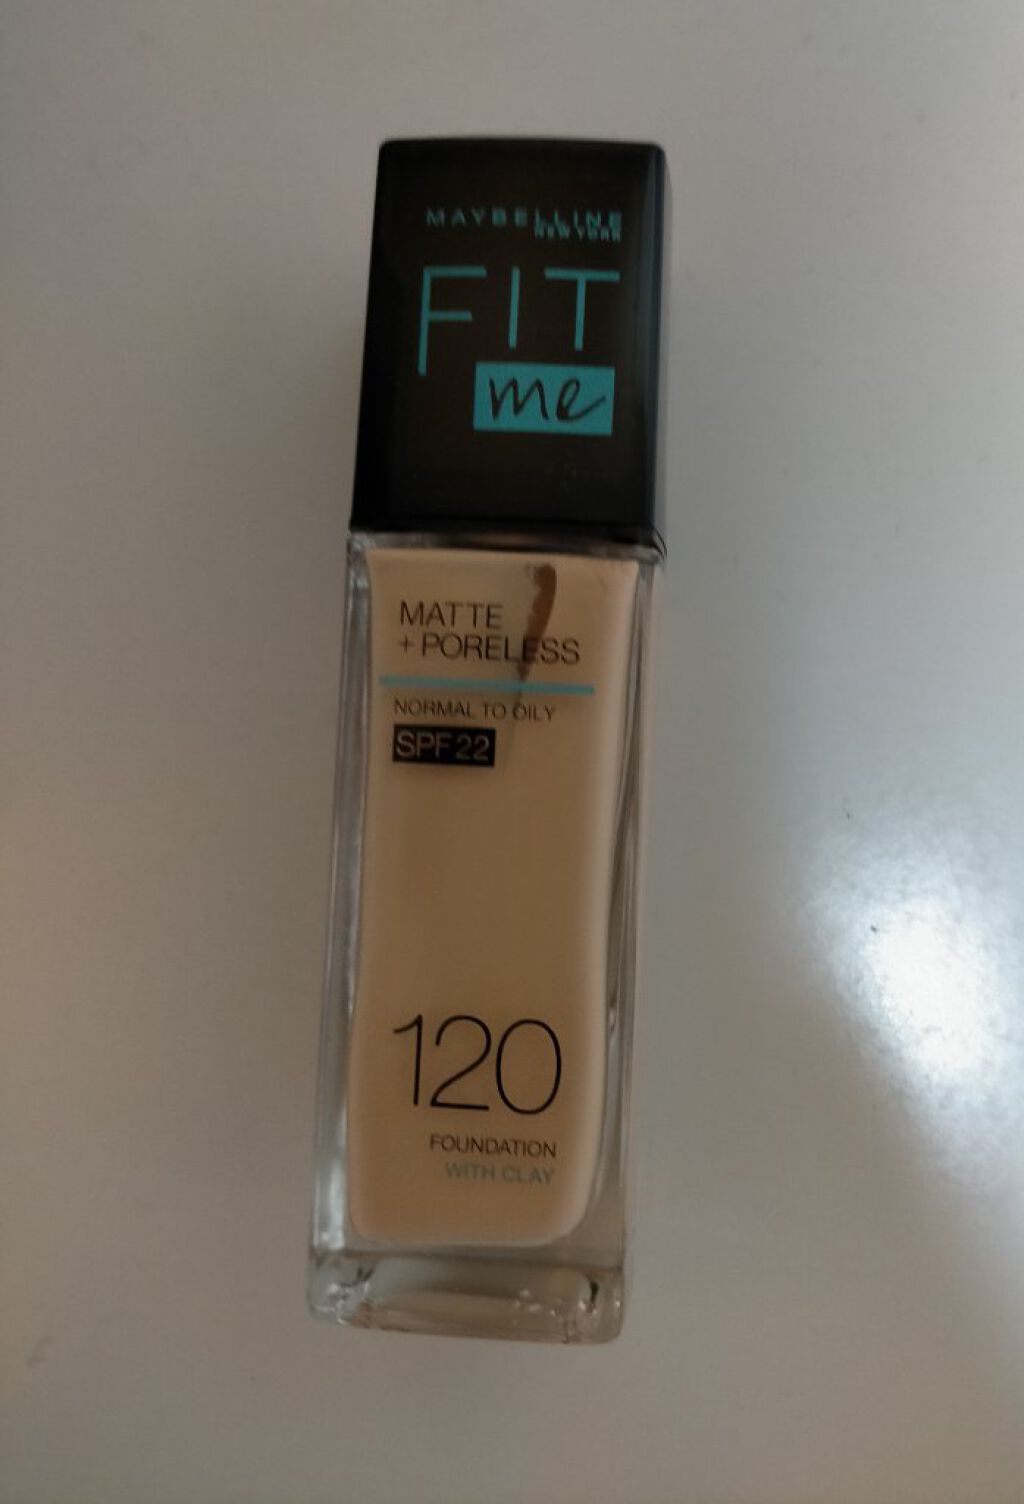 MAYBELLINE
NEW YORK
FIT
me
MATTE
+ PORELESS
NORMAL TO OILY
SPF 22
120
FOUNDATION
WITH CLAY